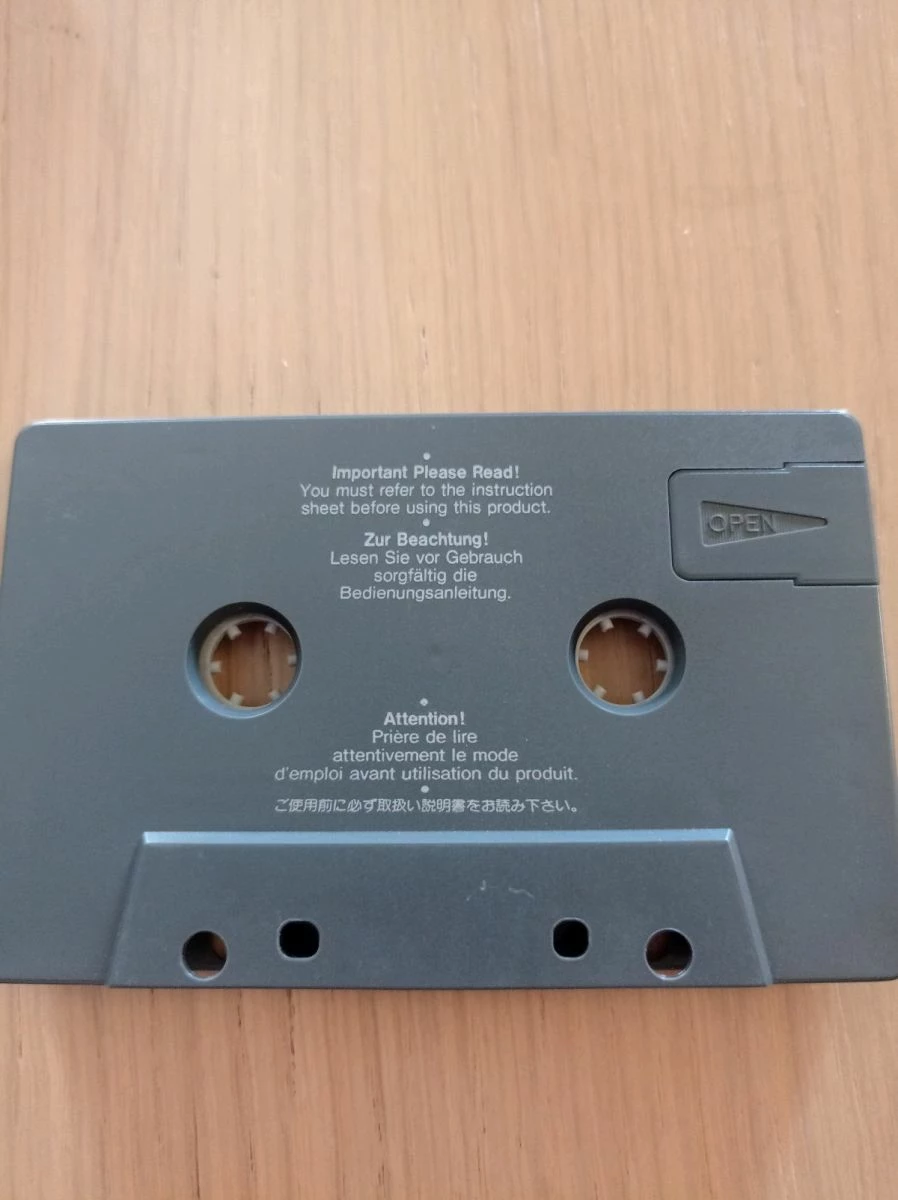 Important Please Read!
You must refer to the instruction
sheet before using this product.
Zur Beachtung!
Lesen Sie vor Gebrauch
sorgfältig die
Bedienungsanleitung.
OPEN
Attention!
Prière de lire
attentivement le mode
d'emploi avant utilisation du produit.
ご使用前に必ず取扱い説明書をお読み下さい。